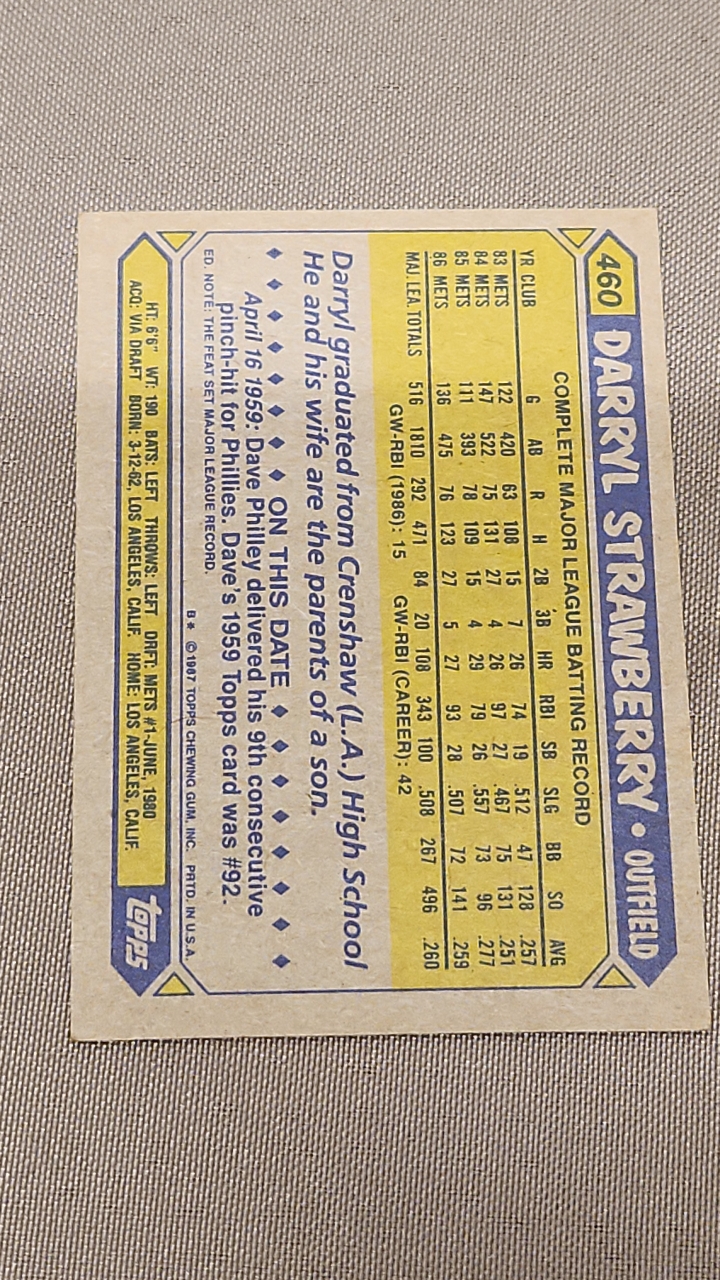 460 DARRYL STRAWBERRY • OUTFIELD
COMPLETE MAJOR LEAGUE BATTING RECORD
YR CLUB G AB R H 2B 3B HR RBI SB SLG BB SO AVG
83 METS 122 420 63 108 15 7 26 74 19 .512 47 128 .257
84 METS 147 522 75 131 27 4 26 97 27 .467 75 131 .251
85 METS 111 393 78 109 15 4 29 79 26 .557 73 96 .277
86 METS 136 475 76 123 27 5 27 93 28 .507 72 141 .259
MAJ. LEA. TOTALS 516 1810 292 471 84 20 108 343 100 .508 267 496 .260
GW-RBI (1986): 15 GW-RBI (CAREER): 42
Darryl graduated from Crenshaw (L.A.) High School
He and his wife are the parents of a son.
♦ ♦ ♦ ♦ ♦ ♦ ♦ ON THIS DATE ♦ ♦ ♦ ♦ ♦ ♦ ♦
April 16 1959: Dave Philley delivered his 9th consecutive
pinch-hit for Phillies. Dave's 1959 Topps card was #92.
ED. NOTE: THE FEAT SET MAJOR LEAGUE RECORD.
B* © 1987 TOPPS CHEWING GUM, INC. PRTD. IN U.S.A.
HT: 6'6" WT: 190 BATS: LEFT THROWS: LEFT DRFT: METS #1-JUNE, 1980
ACQ: VIA DRAFT BORN: 3-12-62, LOS ANGELES, CALIF. HOME: LOS ANGELES, CALIF.
topps